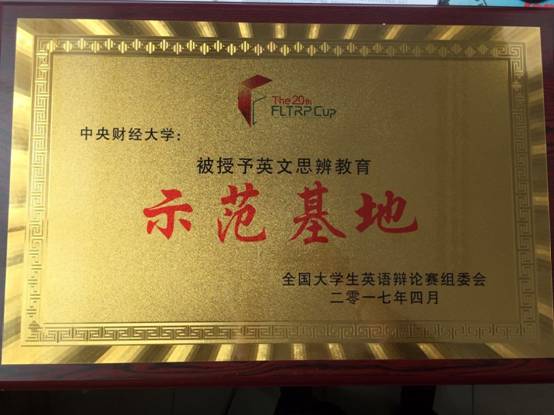 The 20th
FLTRP Cup
中央财经大学：
被授予英文思辨教育
示范基地
全国大学生英语辩论赛组委会
二零一七年四月